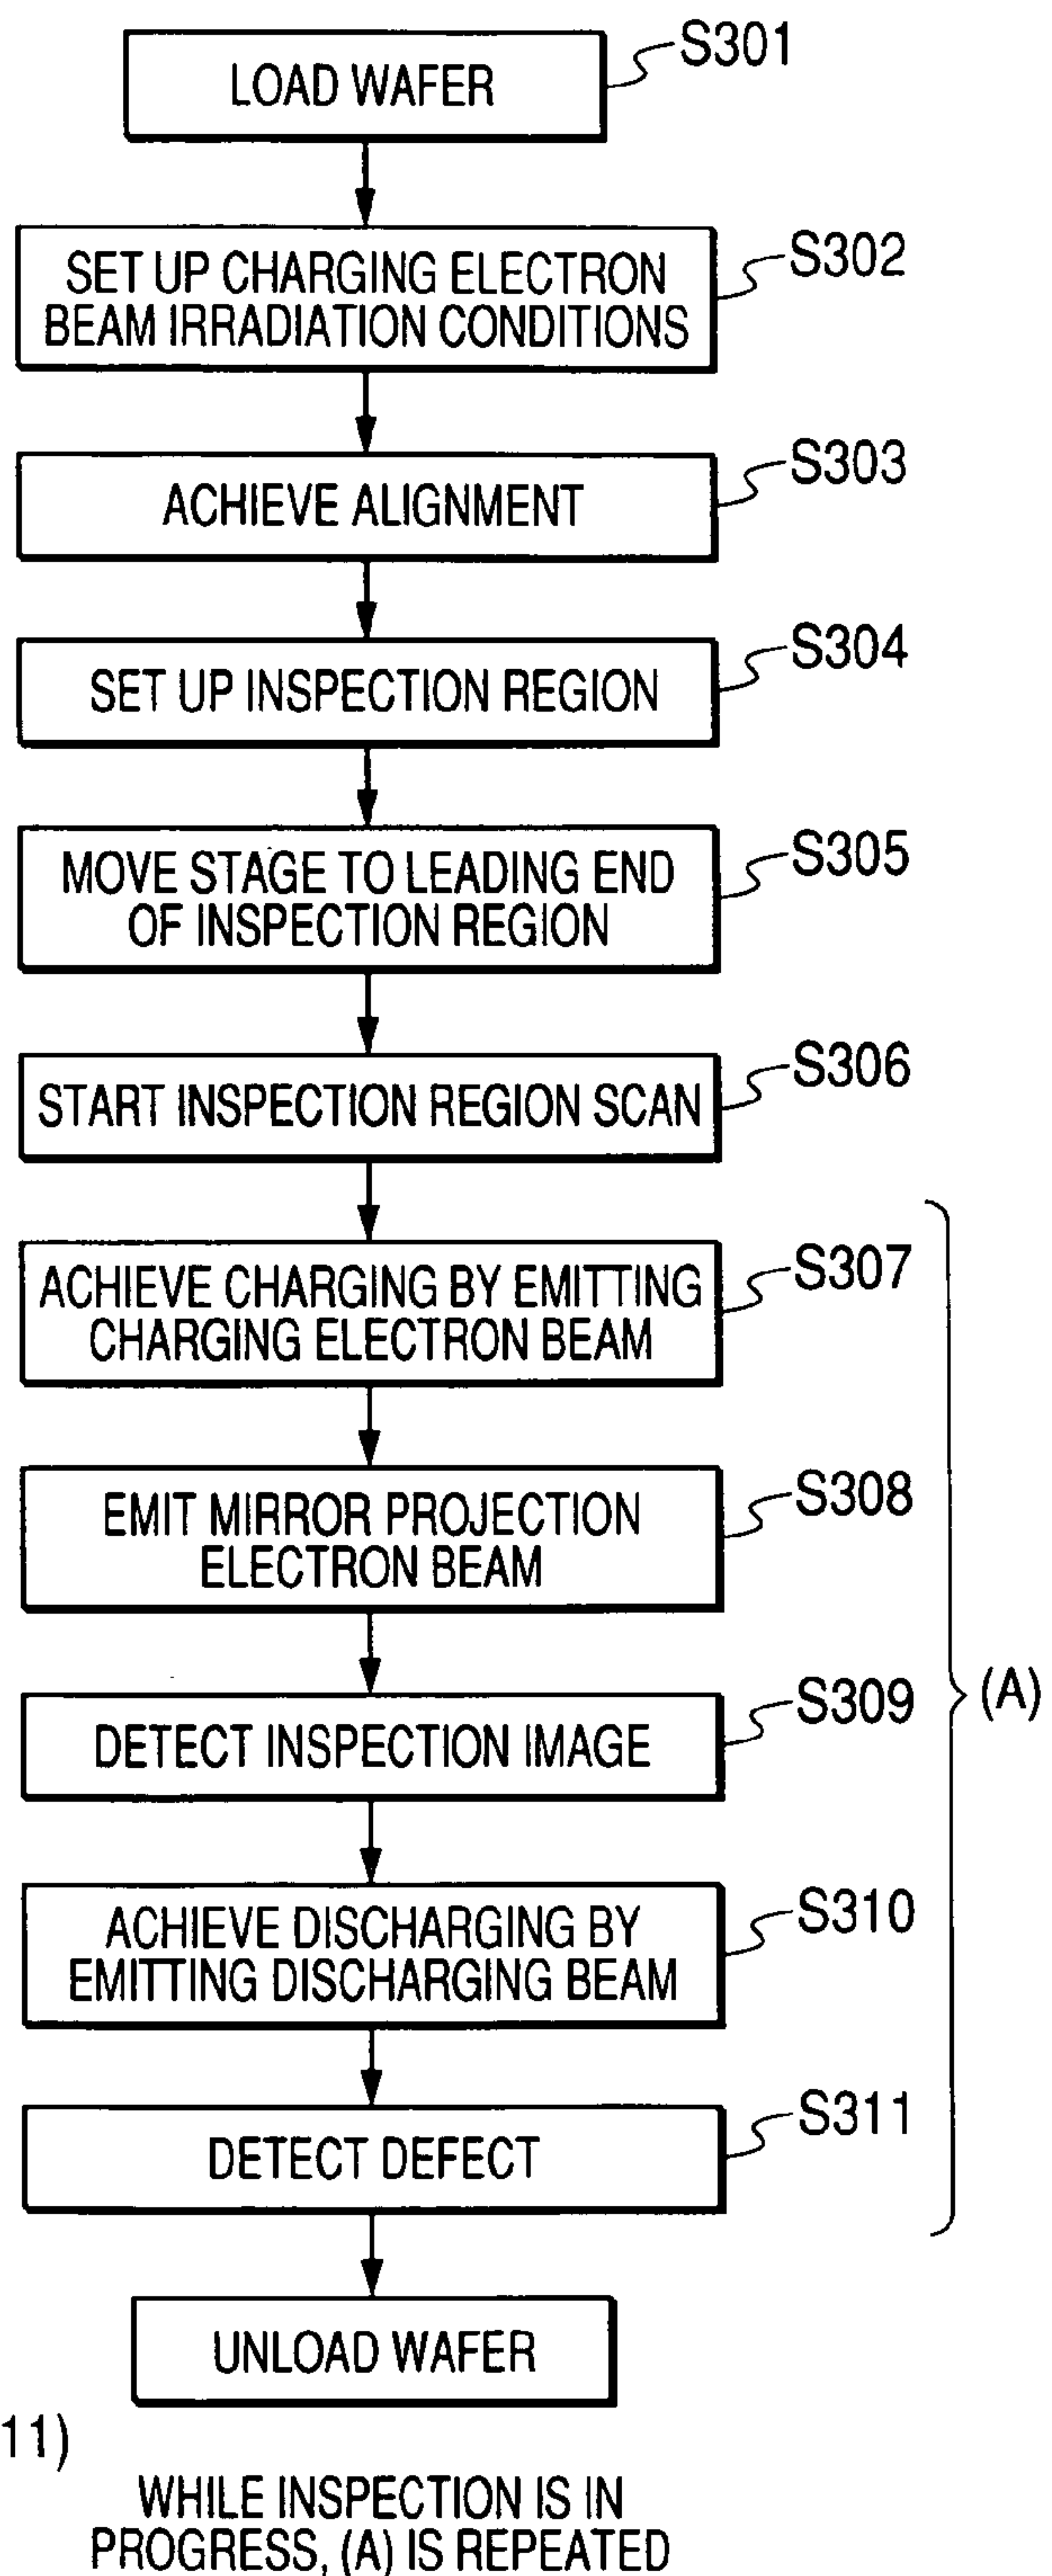 LOAD WAFER
S301
SET UP CHARGING ELECTRON
BEAM IRRADIATION CONDITIONS
S302
ACHIEVE ALIGNMENT
S303
SET UP INSPECTION REGION
S304
MOVE STAGE TO LEADING END
OF INSPECTION REGION
S305
START INSPECTION REGION SCAN
S306
ACHIEVE CHARGING BY EMITTING
CHARGING ELECTRON BEAM
S307
EMIT MIRROR PROJECTION
ELECTRON BEAM
S308
DETECT INSPECTION IMAGE
S309
(A)
ACHIEVE DISCHARGING BY
EMITTING DISCHARGING BEAM
S310
DETECT DEFECT
S311
UNLOAD WAFER
11)
WHILE INSPECTION IS IN
PROGRESS, (A) IS REPEATED